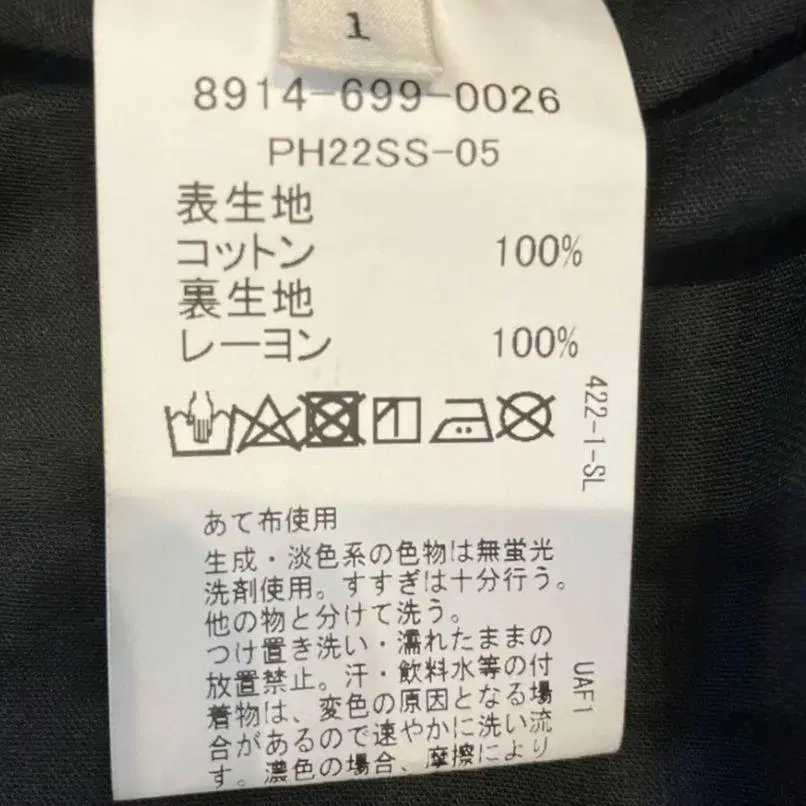 1
8914-699-0026
PH22SS-05
表生地
コットン 100%
裏生地
レーヨン 100%
422-1-SL
あて布使用
生成・淡色系の色物は無蛍光
洗剤使用。すすぎは十分行う。
他の物と分けて洗う。
つけ置き洗い・濡れたままの
放置禁止。汗・飲料水等の付
着物は、変色の原因となる場
合があるので速やかに洗い流
す。濃色の場合、摩擦により
UAF1